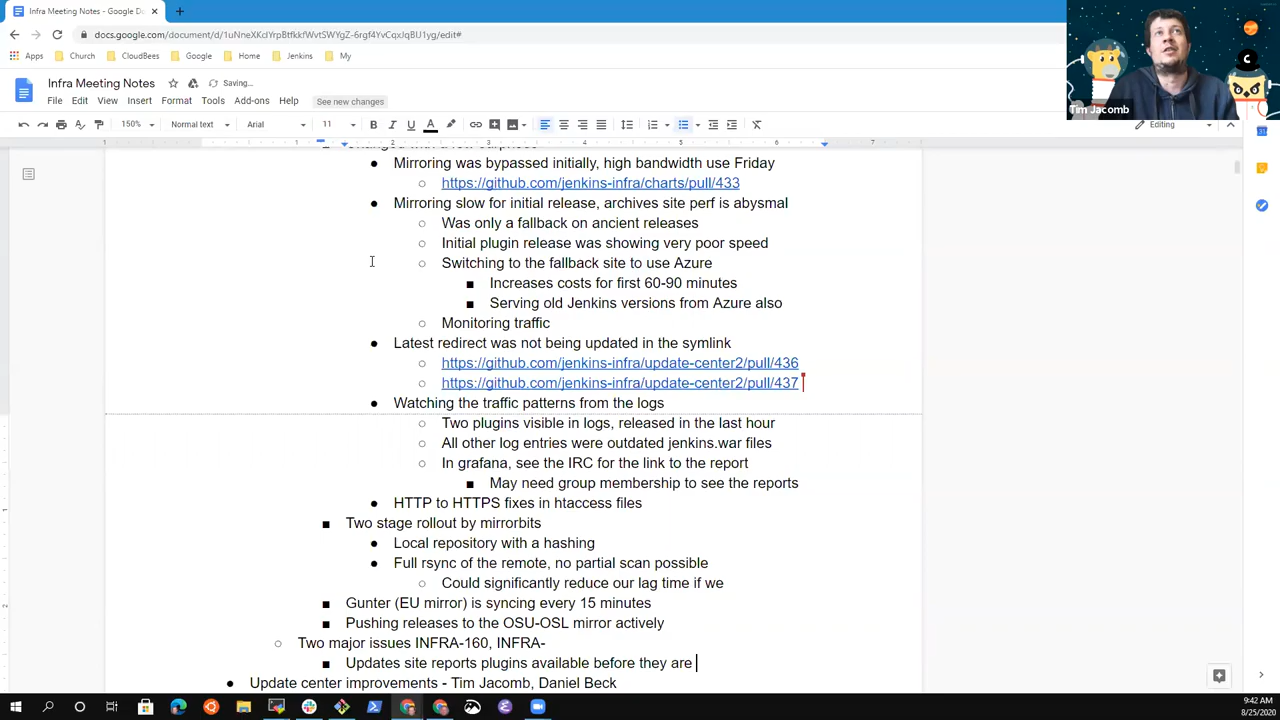 Infra Meeting Notes - Google Do
docs.google.com/document/d/1uNneXKdYrpBtfkkfWvtSWYgZ-6rgf4YvCqxJqBU1yg/edit#
Apps Church CloudBees Google Home Jenkins My
Infra Meeting Notes Saving...
File Edit View Insert Format Tools Add-ons Help See new changes
Tim Jacomb
150% Normal text Arial 11 Editing
1 1 2 3 4 5 6 7
Mirroring was bypassed initially, high bandwidth use Friday
https://github.com/jenkins-infra/charts/pull/433
Mirroring slow for initial release, archives site perf is abysmal
Was only a fallback on ancient releases
Initial plugin release was showing very poor speed
Switching to the fallback site to use Azure
Increases costs for first 60-90 minutes
Serving old Jenkins versions from Azure also
Monitoring traffic
Latest redirect was not being updated in the symlink
https://github.com/jenkins-infra/update-center2/pull/436
https://github.com/jenkins-infra/update-center2/pull/437
Watching the traffic patterns from the logs
Two plugins visible in logs, released in the last hour
All other log entries were outdated jenkins.war files
In grafana, see the IRC for the link to the report
May need group membership to see the reports
HTTP to HTTPS fixes in htaccess files
Two stage rollout by mirrorbits
Local repository with a hashing
Full rsync of the remote, no partial scan possible
Could significantly reduce our lag time if we
Gunter (EU mirror) is syncing every 15 minutes
Pushing releases to the OSU-OSL mirror actively
Two major issues INFRA-160, INFRA-
Updates site reports plugins available before they are
Update center improvements - Tim Jacomb, Daniel Beck
9:42 AM
8/25/2020